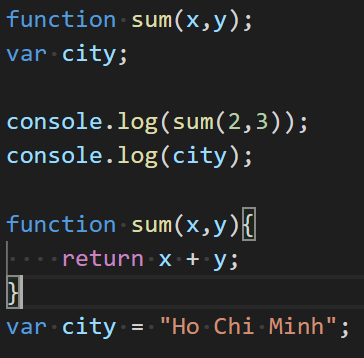 function sum(x,y);
var city;
console.log(sum(2,3));
console.log(city);
function sum(x,y){
    return x + y;
}
var city = "Ho Chi Minh";